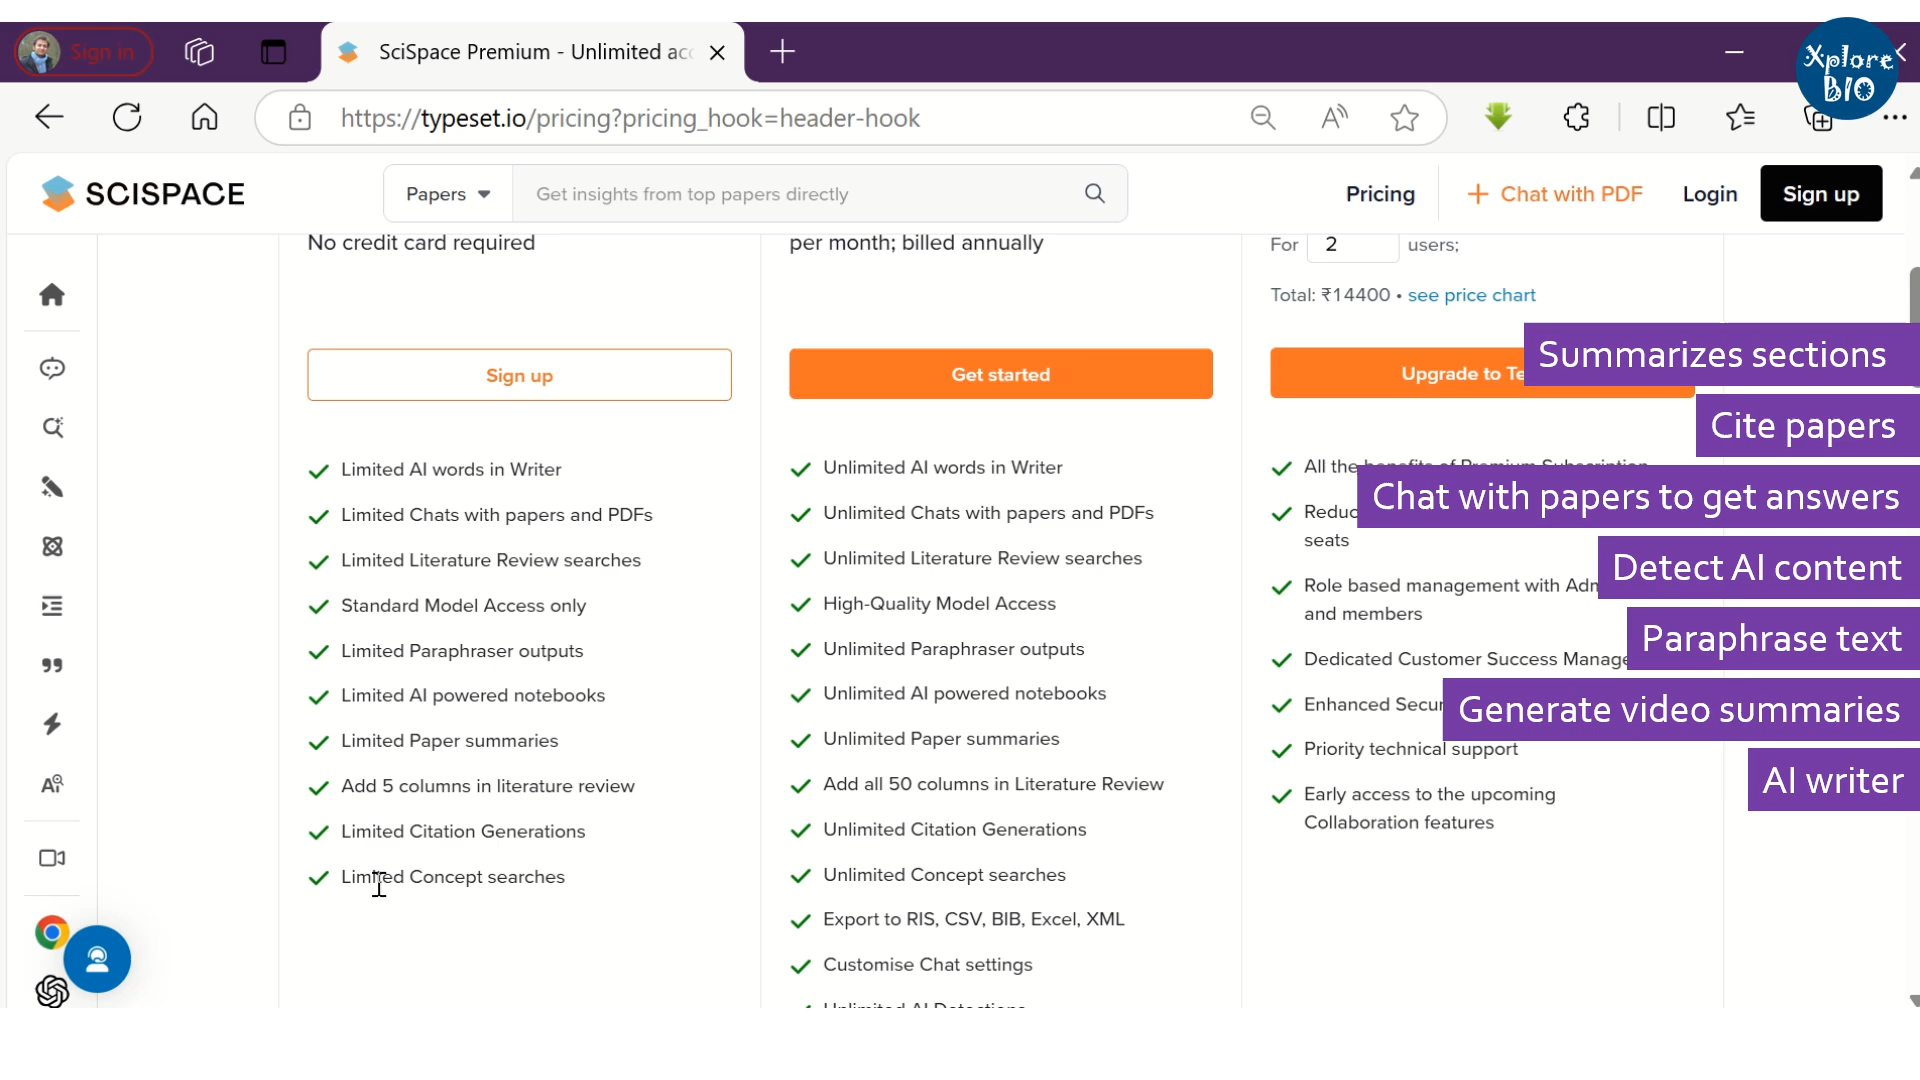 Sign in
SciSpace Premium - Unlimited acc
Xplore
BIO
https://typeset.io/pricing?pricing_hook=header-hook
SCISPACE
Papers
Get insights from top papers directly
Pricing
Chat with PDF
Login
Sign up
No credit card required
per month; billed annually
For 2 users;
Total: ₹14400 • see price chart
Sign up
Get started
Upgrade to Te
Limited AI words in Writer
Limited Chats with papers and PDFs
Limited Literature Review searches
Standard Model Access only
Limited Paraphraser outputs
Limited AI powered notebooks
Limited Paper summaries
Add 5 columns in literature review
Limited Citation Generations
Limited Concept searches
Unlimited AI words in Writer
Unlimited Chats with papers and PDFs
Unlimited Literature Review searches
High-Quality Model Access
Unlimited Paraphraser outputs
Unlimited AI powered notebooks
Unlimited Paper summaries
Add all 50 columns in Literature Review
Unlimited Citation Generations
Unlimited Concept searches
Export to RIS, CSV, BIB, Excel, XML
Customise Chat settings
Unlimited AI Detections
All the benefits of Premium Subscription
Reduc
seats
Role based management with Adm
and members
Dedicated Customer Success Manage
Enhanced Secur
Priority technical support
Early access to the upcoming
Collaboration features
Summarizes sections
Cite papers
Chat with papers to get answers
Detect AI content
Paraphrase text
Generate video summaries
AI writer